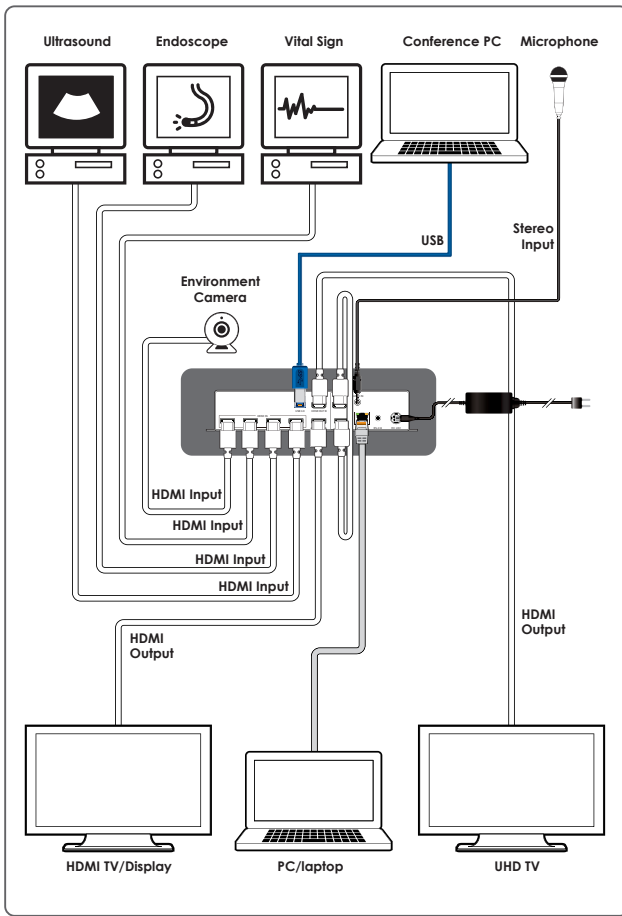 Ultrasound
Endoscope
Vital Sign
Conference PC
Microphone
USB
Stereo
Input
Environment
Camera
HDMI Input
HDMI Input
HDMI Input
HDMI Input
HDMI
Output
HDMI
Output
HDMI TV/Display
PC/laptop
UHD TV